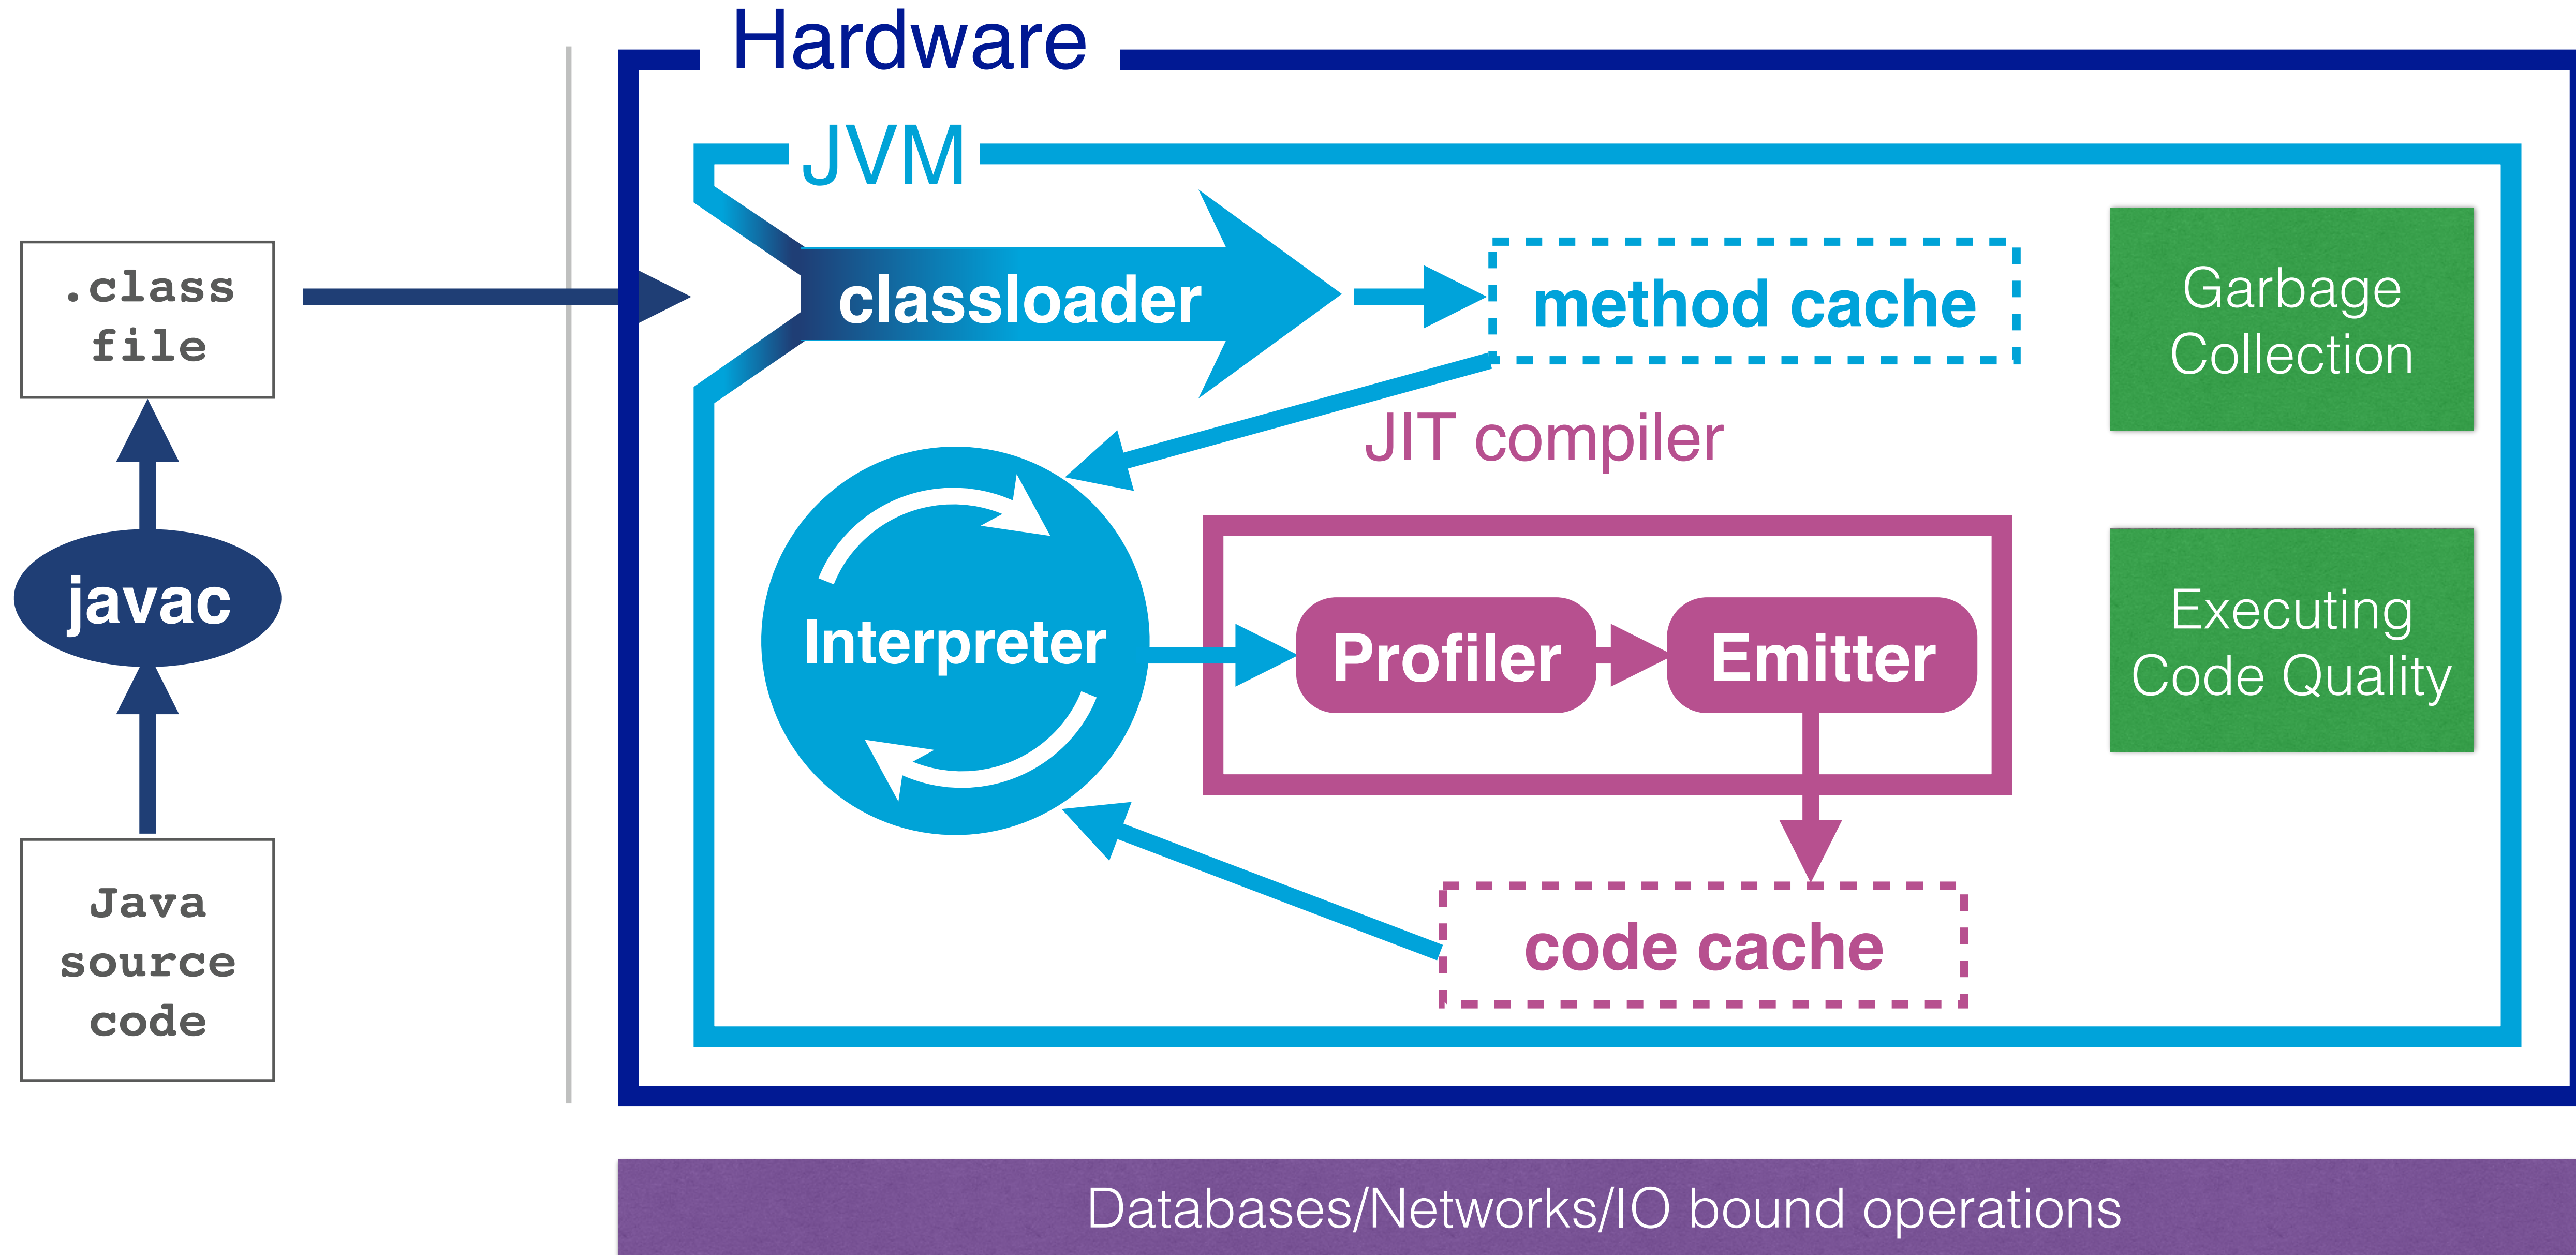 Hardware
JVM
.class
file
classloader
method cache
Garbage
Collection
JIT compiler
javac
Interpreter
Profiler
Emitter
Executing
Code Quality
Java
source
code
code cache
Databases/Networks/IO bound operations